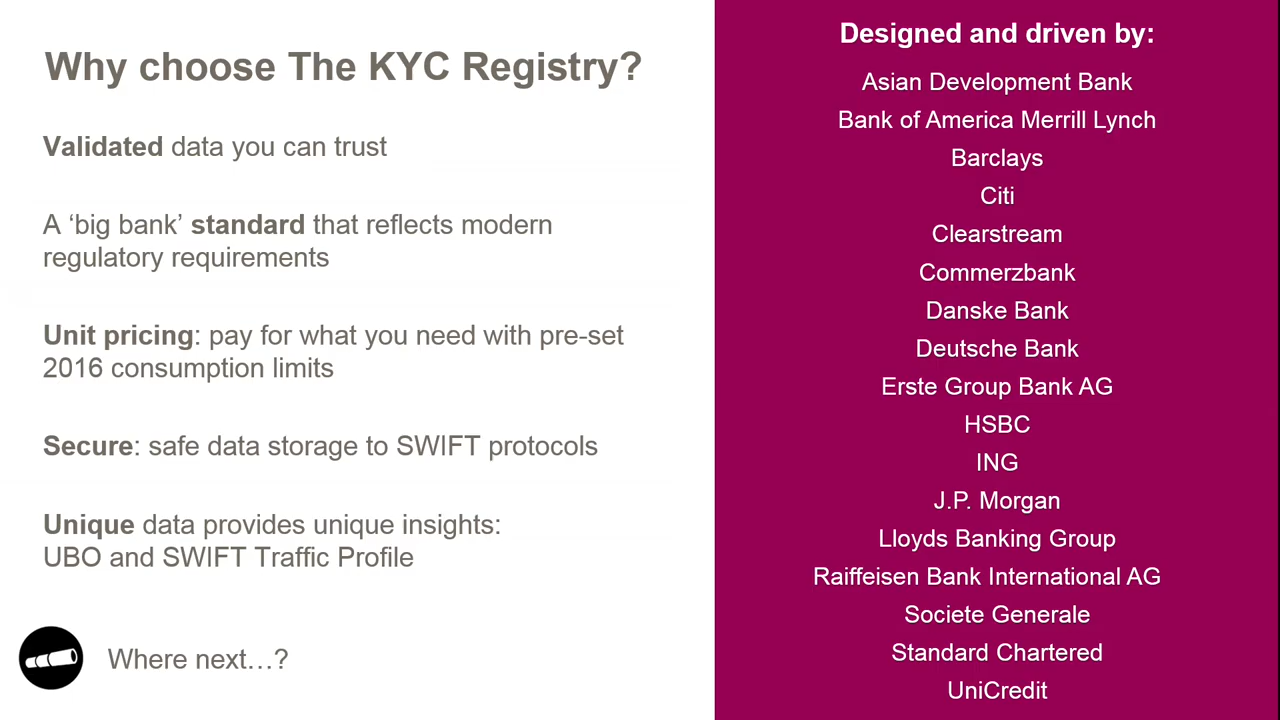 Why choose The KYC Registry?
Validated data you can trust
A ‘big bank’ standard that reflects modern
regulatory requirements
Unit pricing: pay for what you need with pre-set
2016 consumption limits
Secure: safe data storage to SWIFT protocols
Unique data provides unique insights:
UBO and SWIFT Traffic Profile
Where next…?
Designed and driven by:
Asian Development Bank
Bank of America Merrill Lynch
Barclays
Citi
Clearstream
Commerzbank
Danske Bank
Deutsche Bank
Erste Group Bank AG
HSBC
ING
J.P. Morgan
Lloyds Banking Group
Raiffeisen Bank International AG
Societe Generale
Standard Chartered
UniCredit